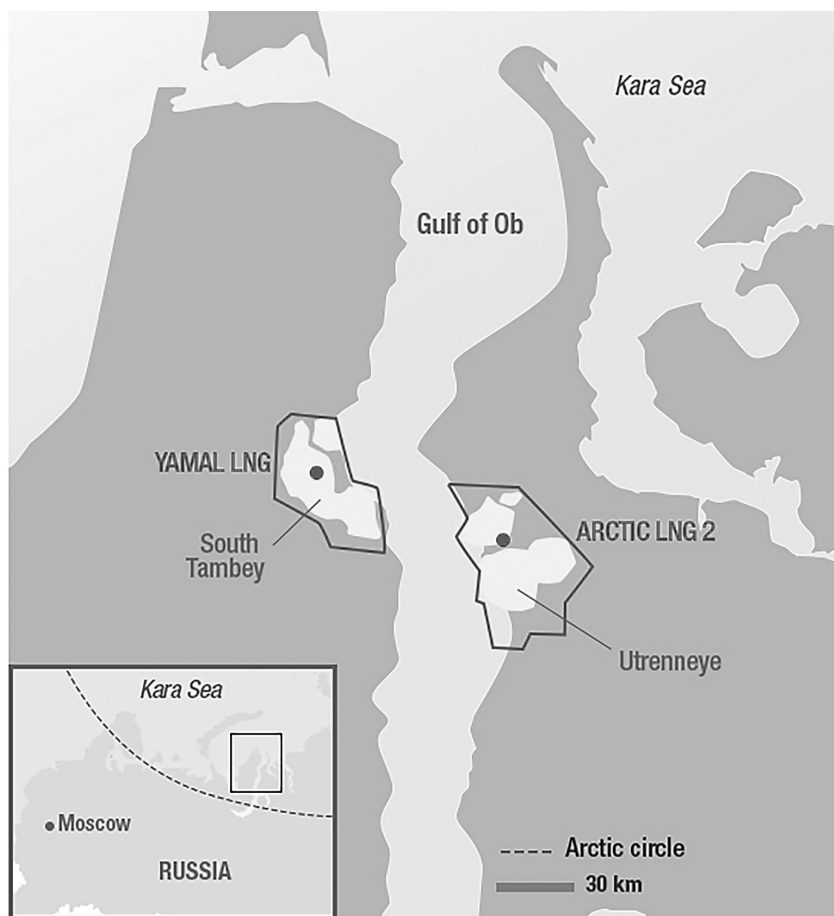 Kara Sea
Gulf of Ob
YAMAL LNG
South
Tambey
ARCTIC LNG 2
Utrenneye
Kara Sea
Moscow
RUSSIA
Arctic circle
30 km